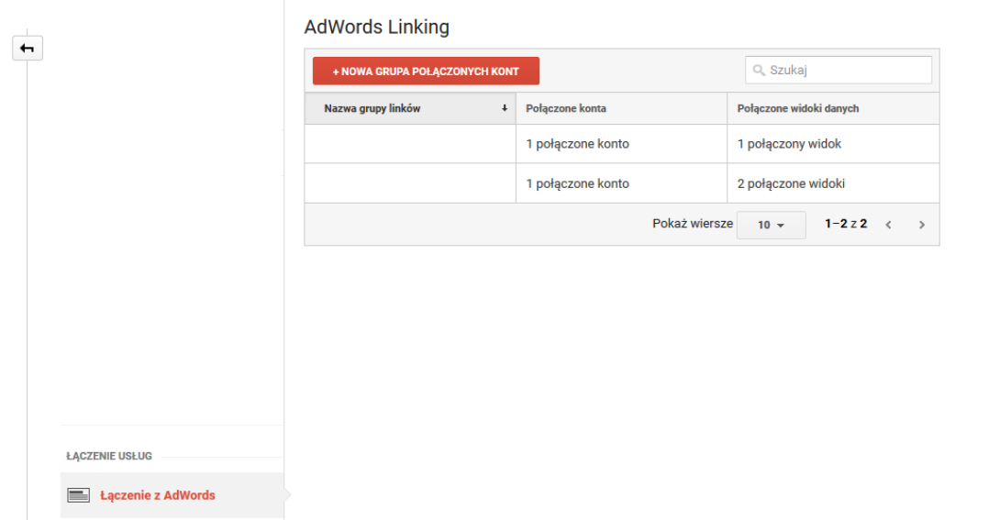 AdWords Linking
+ NOWA GRUPA POŁĄCZONYCH KONT
Szukaj
Nazwa grupy linków
Połączone konta
Połączone widoki danych
1 połączone konto
1 połączony widok
1 połączone konto
2 połączone widoki
Pokaż wiersze 10 1–2 z 2
ŁĄCZENIE USŁUG
Łączenie z AdWords